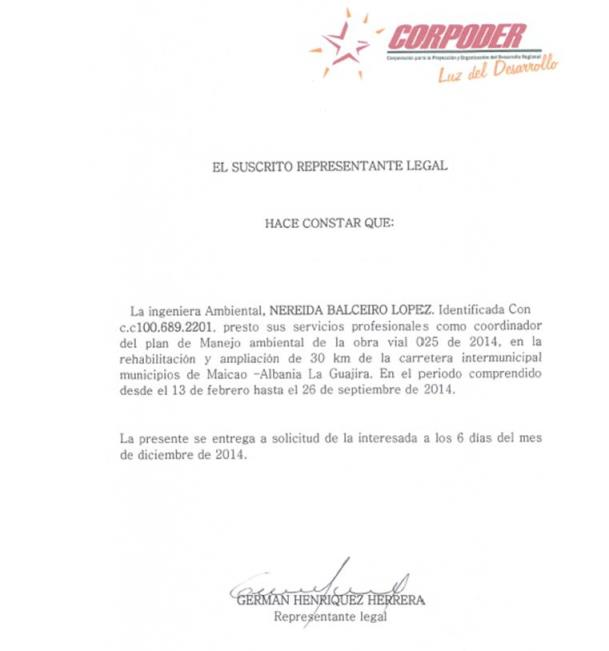 CORPODER
Corporación para la Proyección y Organización del Desarrollo Regional
Luz del Desarrollo
EL SUSCRITO REPRESENTANTE LEGAL
HACE CONSTAR QUE:
La ingeniera Ambiental, NEREIDA BALCEIRO LOPEZ. Identificada Con
c.c100.689.2201, presto sus servicios profesionales como coordinador
del plan de Manejo ambiental de la obra vial 025 de 2014, en la
rehabilitación y ampliación de 30 km de la carretera intermunicipal
municipios de Maicao -Albania La Guajira. En el periodo comprendido
desde el 13 de febrero hasta el 26 de septiembre de 2014.
La presente se entrega a solicitud de la interesada a los 6 días del mes
de diciembre de 2014.
GERMAN HENRIQUEZ HERRERA
Representante legal